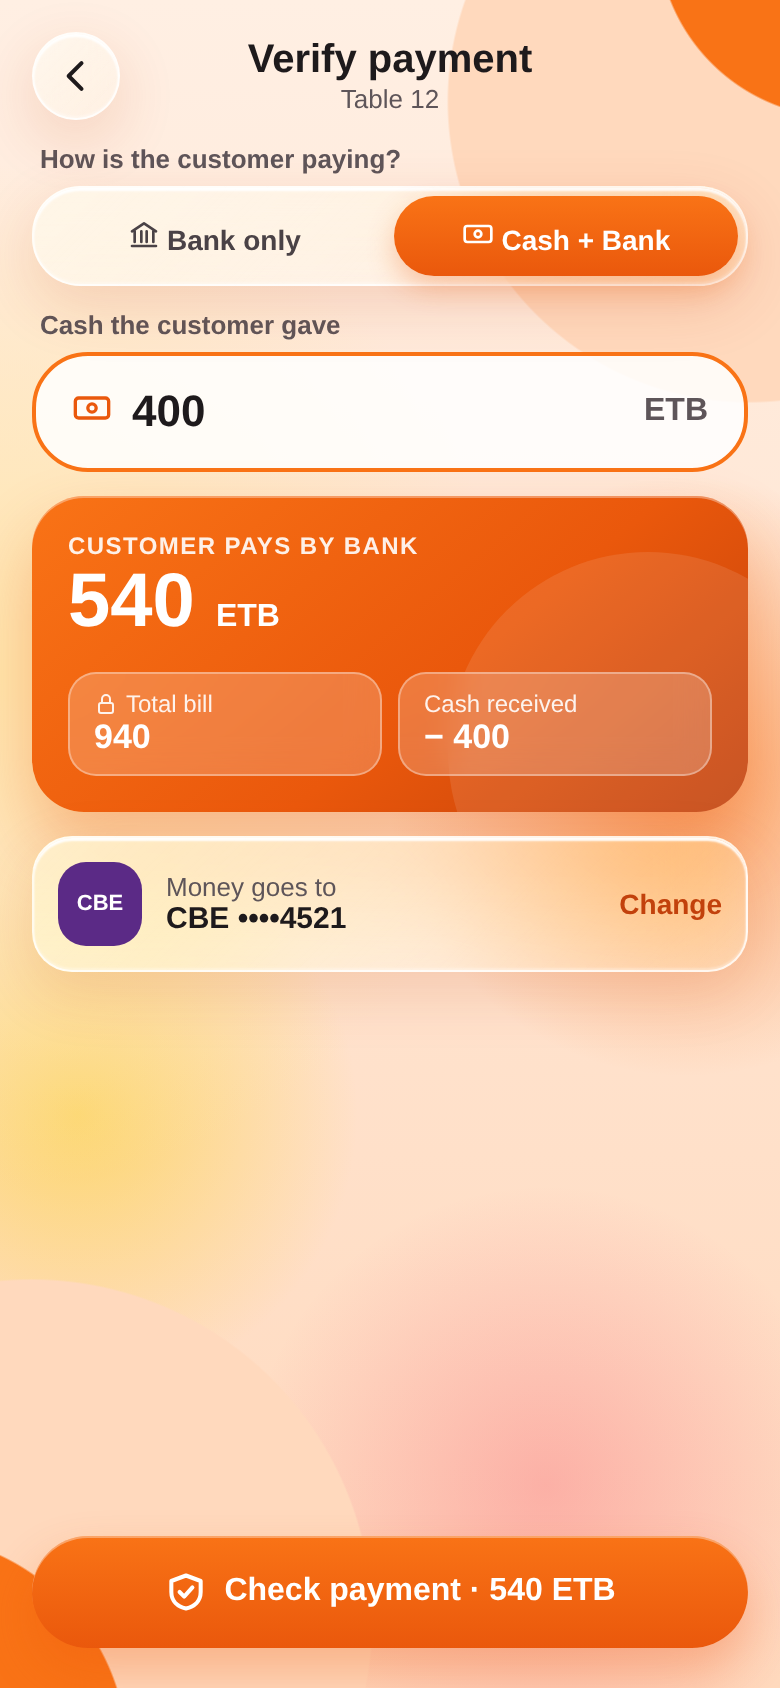 Verify payment
Table 12
How is the customer paying?
Bank only
Cash + Bank
Cash the customer gave
400 ETB
CUSTOMER PAYS BY BANK
540 ETB
Total bill
940
Cash received
− 400
CBE
Money goes to
CBE ••••4521
Change
Check payment · 540 ETB